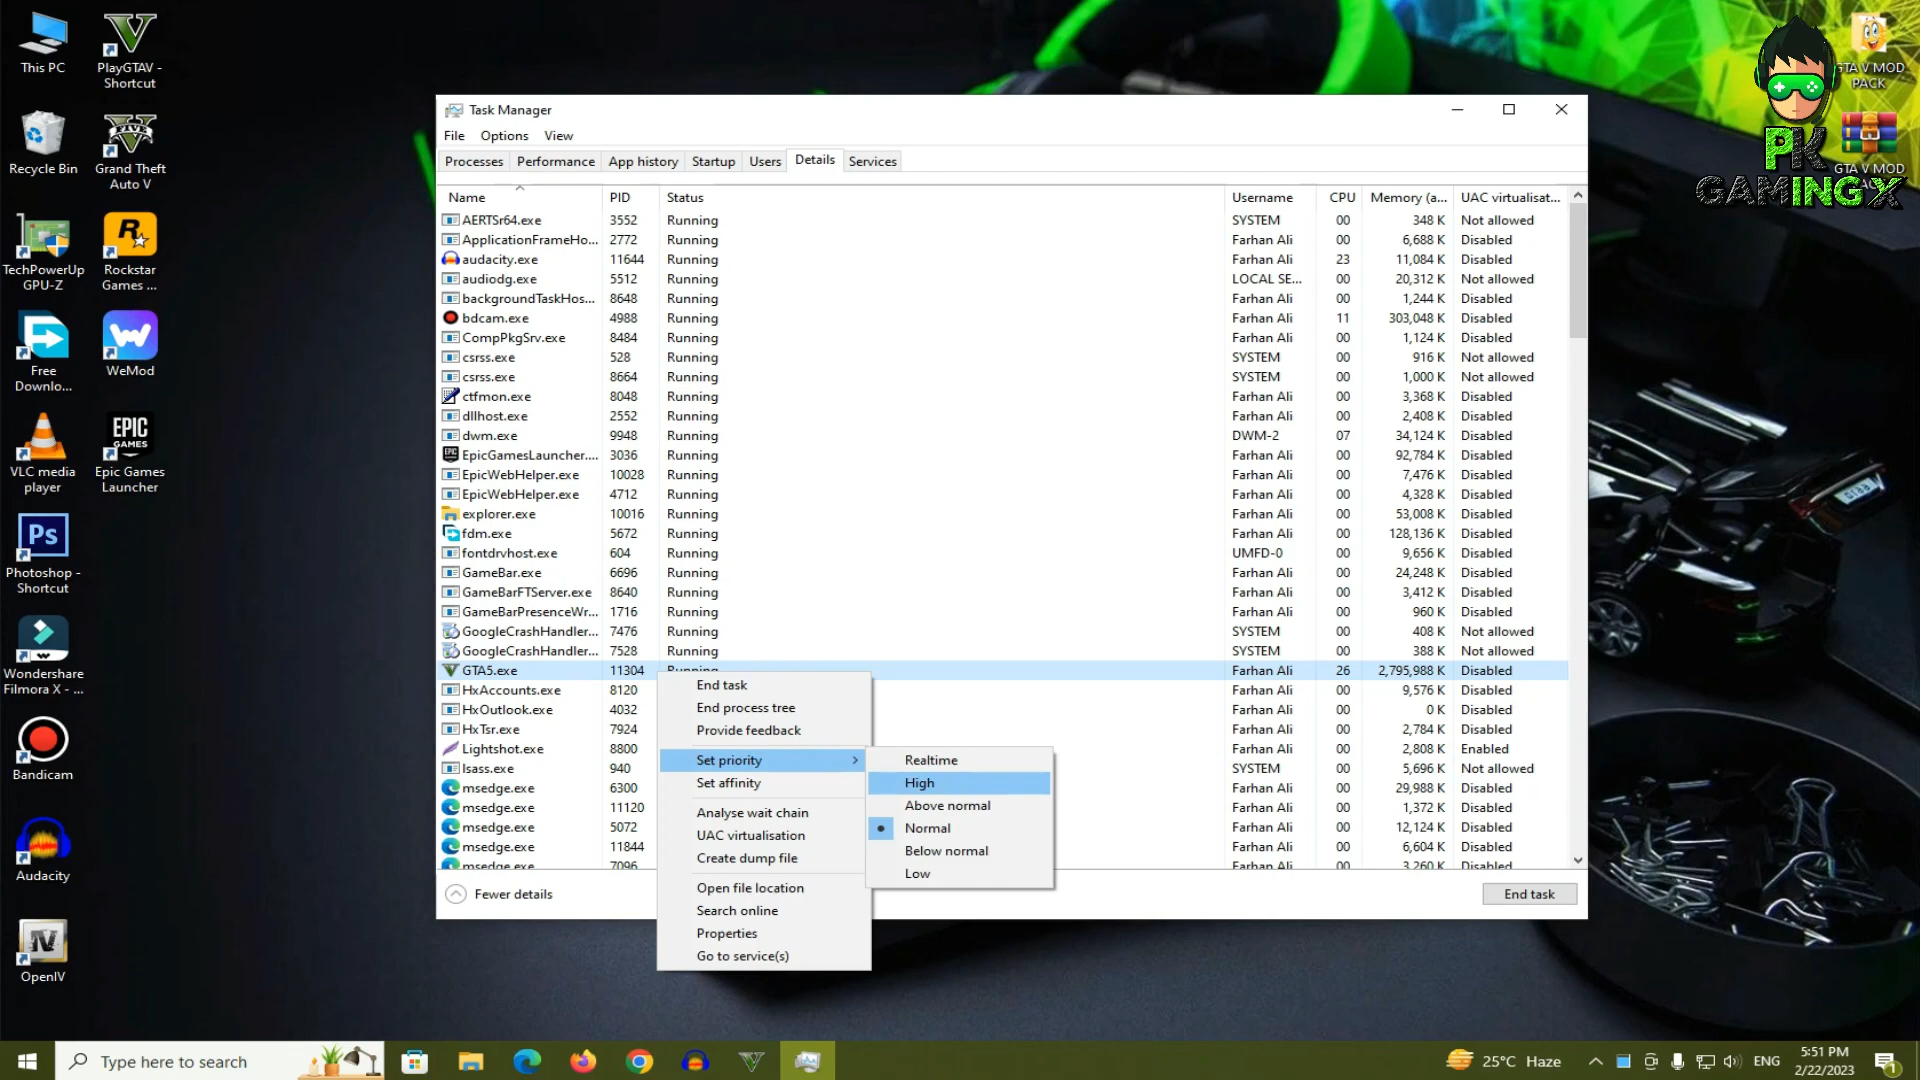 This PC
PlayGTAV -
Shortcut
Recycle Bin
Grand Theft
Auto V
TechPowerUp
GPU-Z
Rockstar
Games ...
Free
Downlo...
WeMod
VLC media
player
EPIC
GAMES
Epic Games
Launcher
Ps
Photoshop -
Shortcut
Wondershare
Filmora X - ...
Bandicam
Audacity
OpenIV
GTA V MOD
PACK
GTA V MOD
PK
GAMINGX
Task Manager
File Options View
Processes Performance App history Startup Users Details Services
Name PID Status Username CPU Memory (a... UAC virtualisat...
AERTSr64.exe 3552 Running SYSTEM 00 348 K Not allowed
ApplicationFrameHo... 2772 Running Farhan Ali 00 6,688 K Disabled
audacity.exe 11644 Running Farhan Ali 23 11,084 K Disabled
audiodg.exe 5512 Running LOCAL SE... 00 20,312 K Not allowed
backgroundTaskHos... 8648 Running Farhan Ali 00 1,244 K Disabled
bdcam.exe 4988 Running Farhan Ali 11 303,048 K Disabled
CompPkgSrv.exe 8484 Running Farhan Ali 00 1,124 K Disabled
csrss.exe 528 Running SYSTEM 00 916 K Not allowed
csrss.exe 8664 Running SYSTEM 00 1,000 K Not allowed
ctfmon.exe 8048 Running Farhan Ali 00 3,368 K Disabled
dllhost.exe 2552 Running Farhan Ali 00 2,408 K Disabled
dwm.exe 9948 Running DWM-2 07 34,124 K Disabled
EpicGamesLauncher.... 3036 Running Farhan Ali 00 92,784 K Disabled
EpicWebHelper.exe 10028 Running Farhan Ali 00 7,476 K Disabled
EpicWebHelper.exe 4712 Running Farhan Ali 00 4,328 K Disabled
explorer.exe 10016 Running Farhan Ali 00 53,008 K Disabled
fdm.exe 5672 Running Farhan Ali 00 128,136 K Disabled
fontdrvhost.exe 604 Running UMFD-0 00 9,656 K Disabled
GameBar.exe 6696 Running Farhan Ali 00 24,248 K Disabled
GameBarFTServer.exe 8640 Running Farhan Ali 00 3,412 K Disabled
GameBarPresenceWr... 1716 Running Farhan Ali 00 960 K Disabled
GoogleCrashHandler... 7476 Running SYSTEM 00 408 K Not allowed
GoogleCrashHandler... 7528 Running SYSTEM 00 388 K Not allowed
GTA5.exe 11304 Running Farhan Ali 26 2,795,988 K Disabled
HxAccounts.exe 8120 Farhan Ali 00 9,576 K Disabled
HxOutlook.exe 4032 Farhan Ali 00 0 K Disabled
HxTsr.exe 7924 Farhan Ali 00 2,784 K Disabled
Lightshot.exe 8800 Farhan Ali 00 2,808 K Enabled
lsass.exe 940 SYSTEM 00 5,696 K Not allowed
msedge.exe 6300 Farhan Ali 00 29,988 K Disabled
msedge.exe 11120 Farhan Ali 00 1,372 K Disabled
msedge.exe 5072 Farhan Ali 00 12,124 K Disabled
msedge.exe 11844 Farhan Ali 00 6,604 K Disabled
msedge.exe 7096 Farhan Ali 00 3,260 K Disabled
End task
End process tree
Provide feedback
Set priority
Set affinity
Analyse wait chain
UAC virtualisation
Create dump file
Open file location
Search online
Properties
Go to service(s)
Realtime
High
Above normal
Normal
Below normal
Low
Fewer details
End task
Type here to search
25°C Haze
ENG
5:51 PM
2/22/2023
1